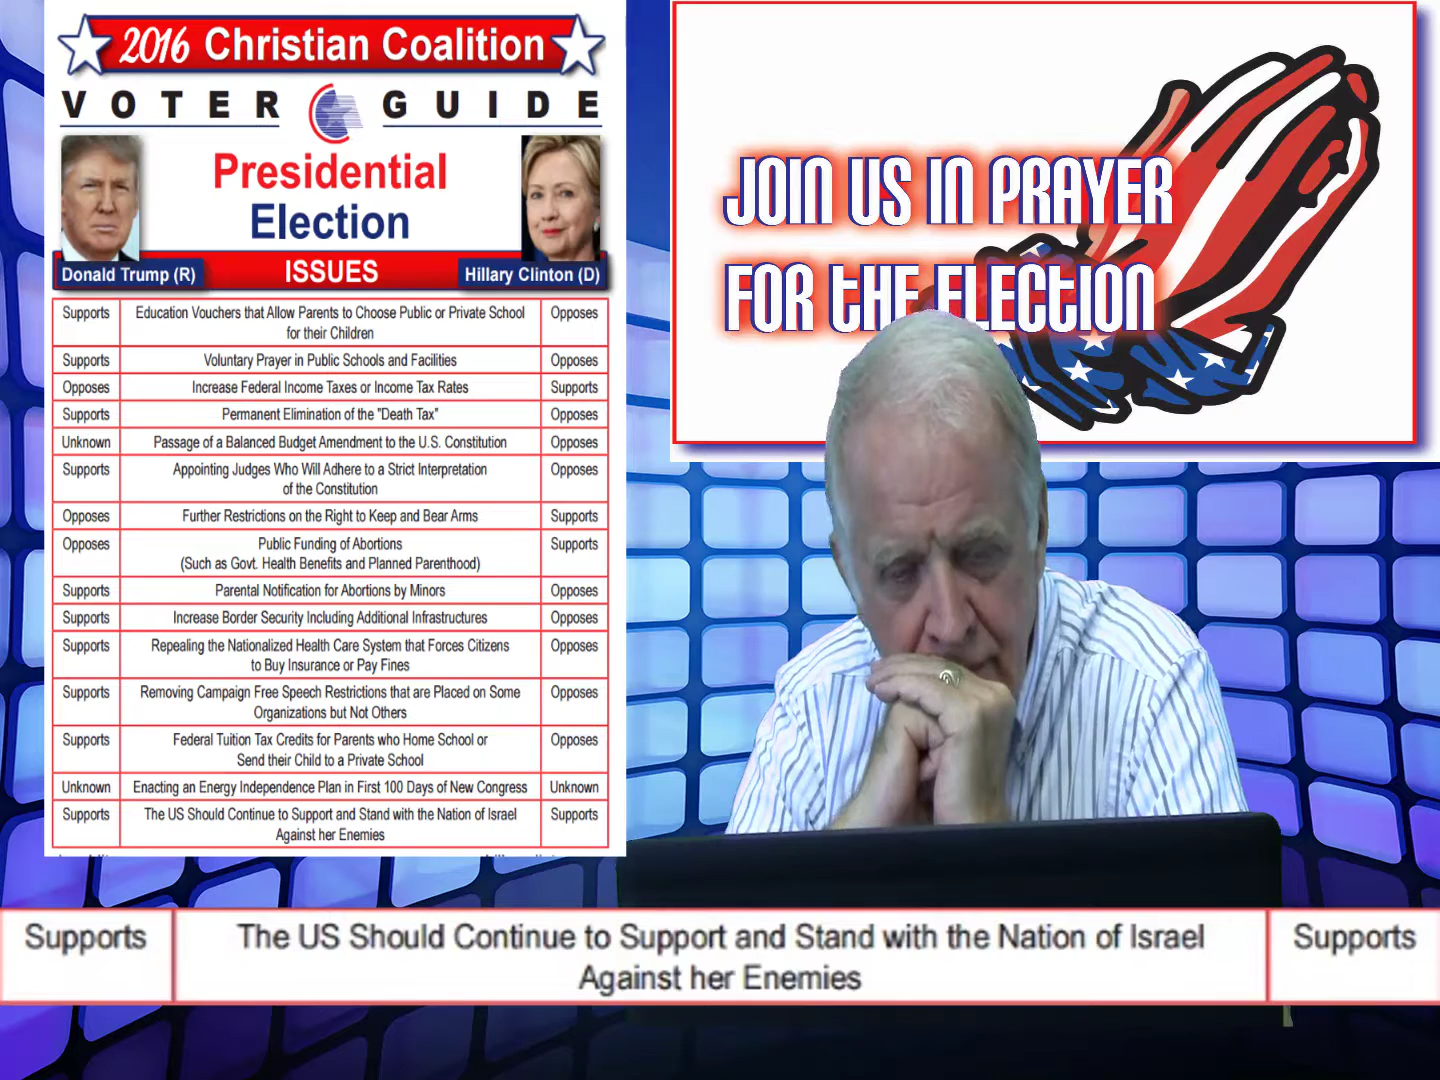 2016 Christian Coalition
VOTER GUIDE
Presidential
Election
Donald Trump (R) ISSUES Hillary Clinton (D)
Supports Education Vouchers that Allow Parents to Choose Public or Private School Opposes
for their Children
Supports Voluntary Prayer in Public Schools and Facilities Opposes
Opposes Increase Federal Income Taxes or Income Tax Rates Supports
Supports Permanent Elimination of the "Death Tax" Opposes
Unknown Passage of a Balanced Budget Amendment to the U.S. Constitution Opposes
Supports Appointing Judges Who Will Adhere to a Strict Interpretation Opposes
of the Constitution
Opposes Further Restrictions on the Right to Keep and Bear Arms Supports
Opposes Public Funding of Abortions Supports
(Such as Govt. Health Benefits and Planned Parenthood)
Supports Parental Notification for Abortions by Minors Opposes
Supports Increase Border Security Including Additional Infrastructures Opposes
Supports Repealing the Nationalized Health Care System that Forces Citizens Opposes
to Buy Insurance or Pay Fines
Supports Removing Campaign Free Speech Restrictions that are Placed on Some Opposes
Organizations but Not Others
Supports Federal Tuition Tax Credits for Parents who Home School or Opposes
Send their Child to a Private School
Unknown Enacting an Energy Independence Plan in First 100 Days of New Congress Unknown
Supports The US Should Continue to Support and Stand with the Nation of Israel Supports
Against her Enemies
JOIN US IN PRAYER
FOR THE ELECTION
Supports The US Should Continue to Support and Stand with the Nation of Israel Supports
Against her Enemies